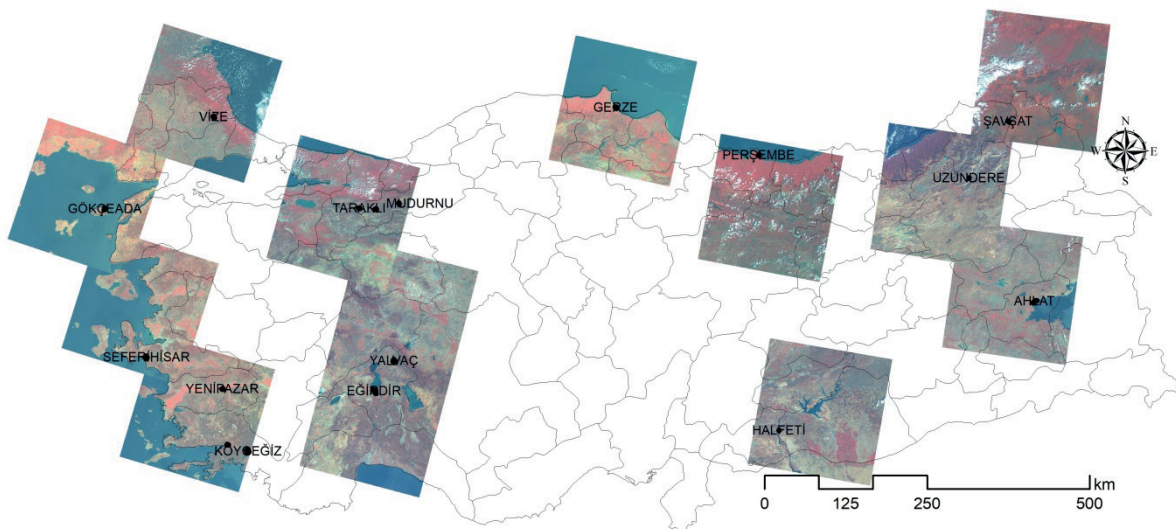 VİZE
GERZE
ŞAVŞAT
N
W E
S
PERŞEMBE
UZUNDERE
GÖKÇEADA
TARAKLI
MUDURNU
AHLAT
SEFERİHİSAR
YALVAÇ
YENİPAZAR
EĞİRDİR
HALFETİ
KÖYCEĞİZ
km
0 125 250 500